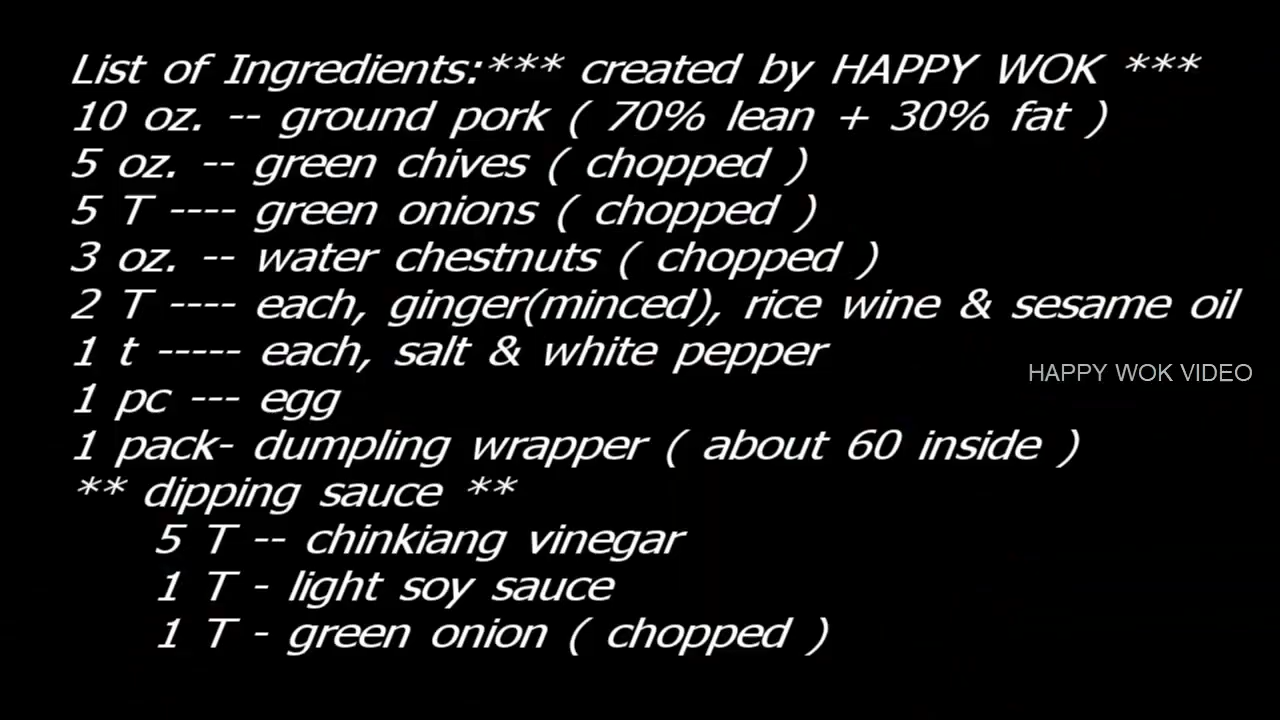 List of Ingredients:*** created by HAPPY WOK ***
10 oz. -- ground pork ( 70% lean + 30% fat )
5 oz. -- green chives ( chopped )
5 T ---- green onions ( chopped )
3 oz. -- water chestnuts ( chopped )
2 T ---- each, ginger(minced), rice wine & sesame oil
1 t ----- each, salt & white pepper
HAPPY WOK VIDEO
1 pc --- egg
1 pack- dumpling wrapper ( about 60 inside )
** dipping sauce **
5 T -- chinkiang vinegar
1 T - light soy sauce
1 T - green onion ( chopped )